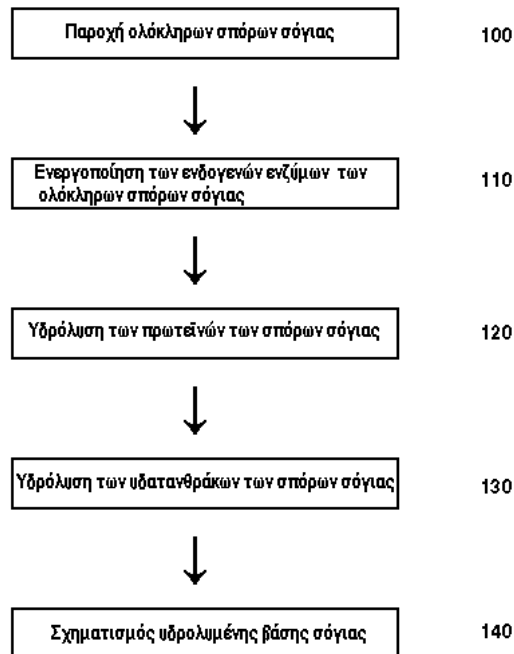 Παροχή ολόκληρων σπόρων σόγιας 100
Ενεργοποίηση των ενδογενών ενζύμων των
ολόκληρων σπόρων σόγιας
110
Υδρόλυση των πρωτεϊνών των σπόρων σόγιας 120
Υδρόλυση των υδατανθράκων των σπόρων σόγιας 130
Σχηματισμός υδρολυμένης βάσης σόγιας 140